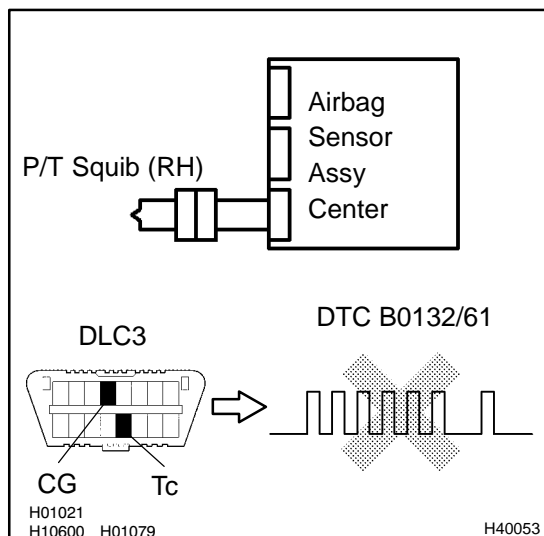 Airbag
Sensor
P/T Squib (RH)
Assy
Center
DTC B0132/61
DLC3
CG
Tc
H01021
H10600 H01079
H40053